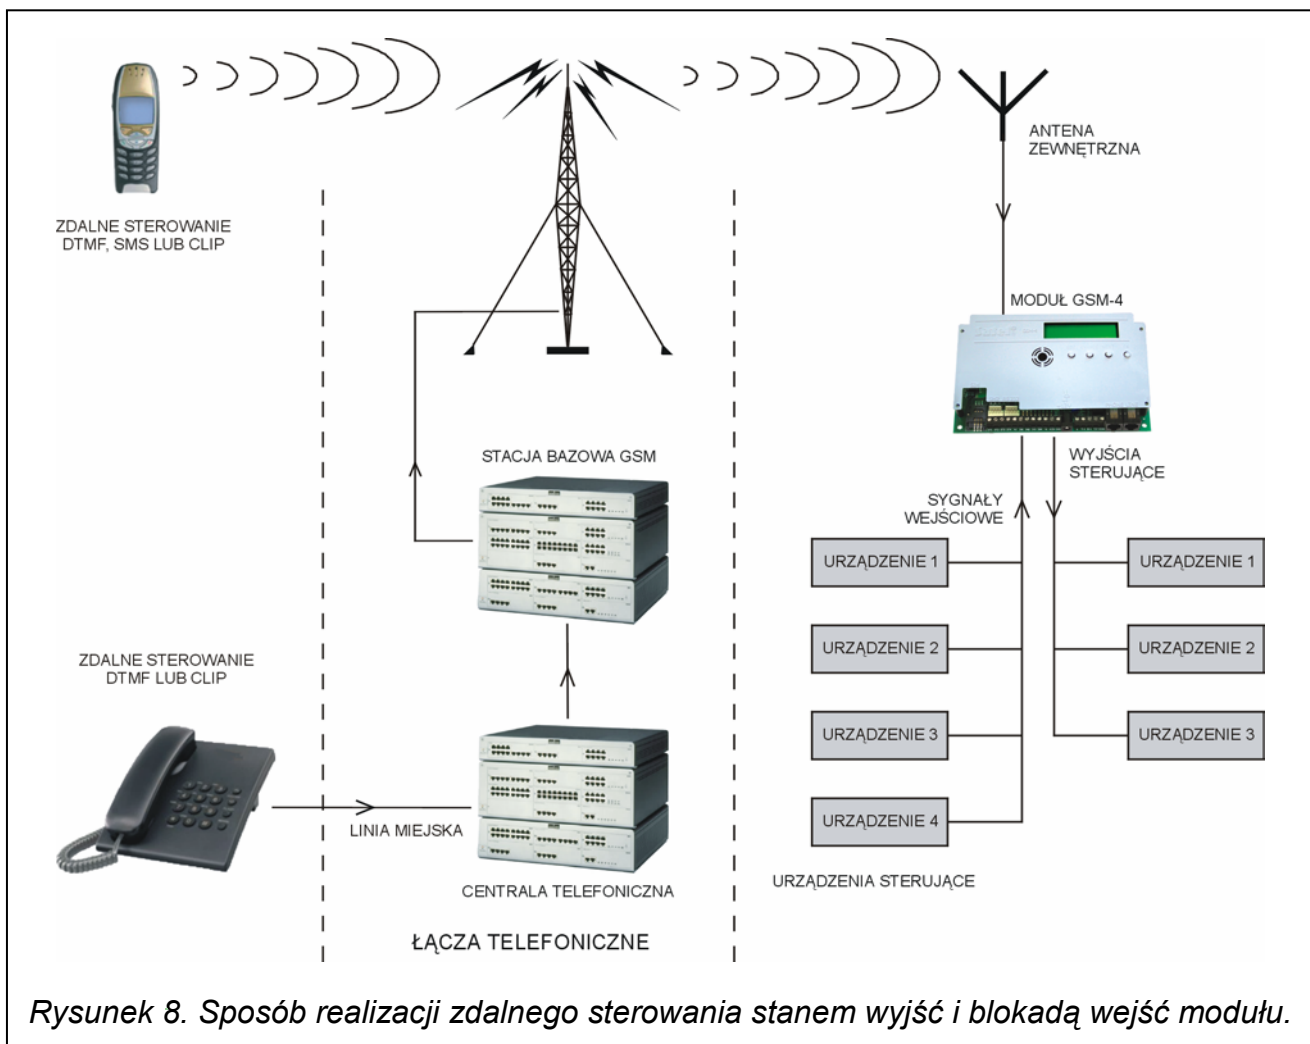 ANTENA
ZEWNĘTRZNA
ZDALNE STEROWANIE
DTMF, SMS LUB CLIP
MODUŁ GSM-4
STACJA BAZOWA GSM
WYJŚCIA
STERUJĄCE
SYGNAŁY
WEJŚCIOWE
URZĄDZENIE 1
URZĄDZENIE 1
URZĄDZENIE 2
URZĄDZENIE 2
ZDALNE STEROWANIE
DTMF LUB CLIP
URZĄDZENIE 3
URZĄDZENIE 3
URZĄDZENIE 4
LINIA MIEJSKA
URZĄDZENIA STERUJĄCE
CENTRALA TELEFONICZNA
ŁĄCZA TELEFONICZNE
Rysunek 8. Sposób realizacji zdalnego sterowania stanem wyjść i blokadą wejść modułu.